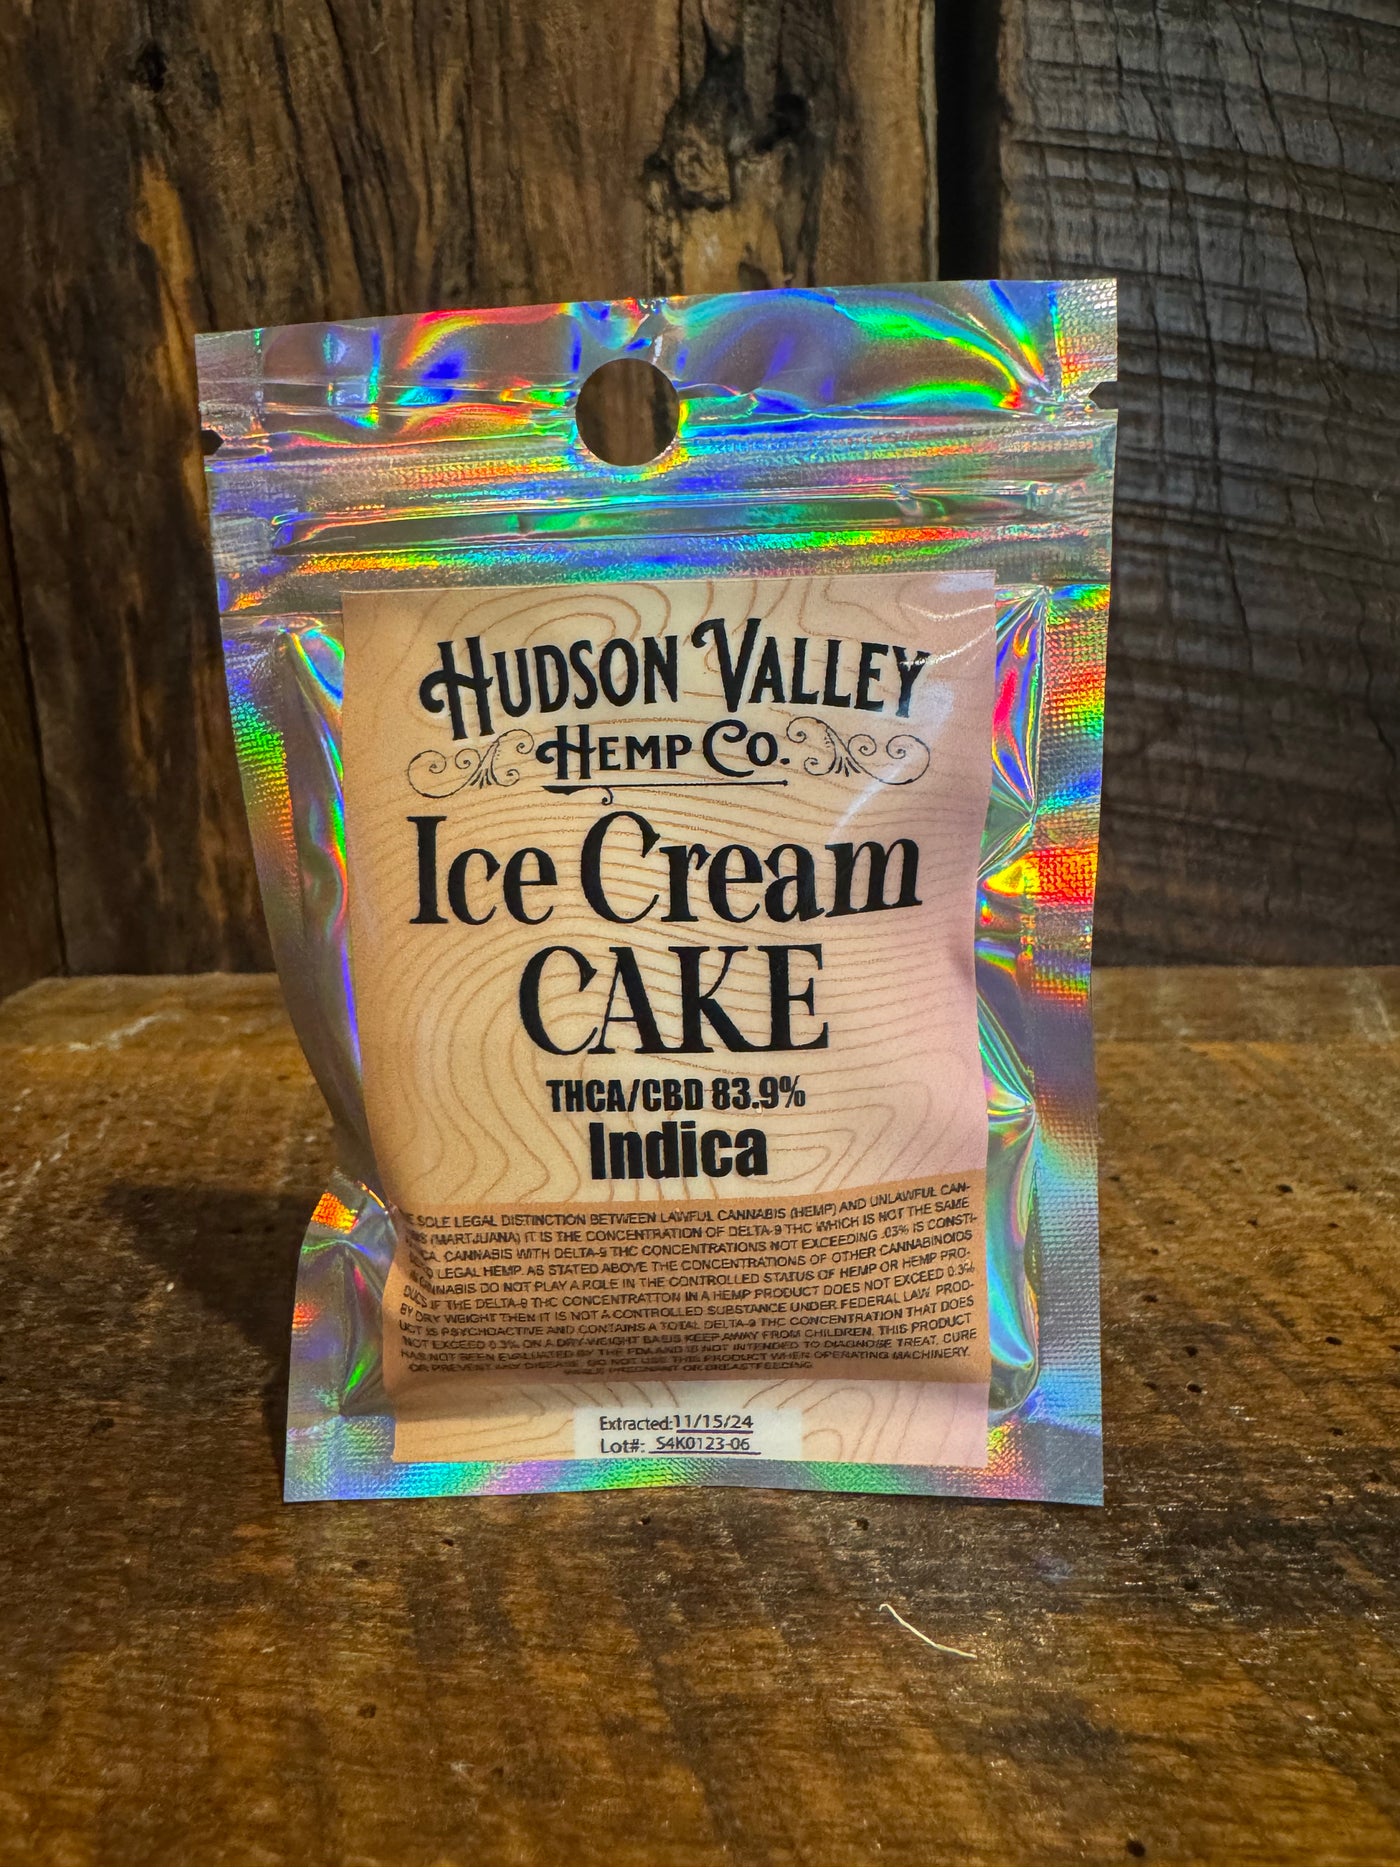 HUDSON VALLEY
HEMP CO.
Ice Cream
CAKE
THCA/CBD 83.9%
Indica
SOLE LEGAL DISTINCTION BETWEEN LAWFUL CANNABIS (HEMP) AND UNLAWFUL CAN-
(MARTJUANA) IT IS THE CONCENTRATION OF DELTA-9 THC WHICH IS NOT THE SAME
CANNABIS WITH DELTA-9 THC CONCENTRATIONS NOT EXCEEDING .03% IS CONSTI-
LEGAL HEMP. AS STATED ABOVE THE CONCENTRATIONS OF OTHER CANNABINOIDS
CANNABIS DO NOT PLAY A ROLE IN THE CONTROLLED STATUS OF HEMP OR HEMP PRO-
DUCTS IF THE DELTA-9 THC CONCENTRATTON IN A HEMP PRODUCT DOES NOT EXCEED 0.3%
BY DRY WEIGHT THEN IT IS NOT A CONTROLLED SUBSTANCE UNDER FEDERAL LAW. PROD-
UCT IS PSYCHOACTIVE AND CONTAINS A TOTAL DELTA-9 THC CONCENTRATION THAT DOES
NOT EXCEED 0.3% ON A DRY-WEIGHT BASIS KEEP AWAY FROM CHILDREN. THIS PRODUCT
HAS NOT BEEN EVALUATED BY THE FDA AND IS NOT INTENDED TO DIAGNOSE TREAT, CURE
OR PREVENT ANY DISEASE. DO NOT USE THIS PRODUCT WHEN OPERATING MACHINERY,
WHILE PREGNANT OR BREASTFEEDING
Extracted: 11/15/24
Lot#: S4K0123-06